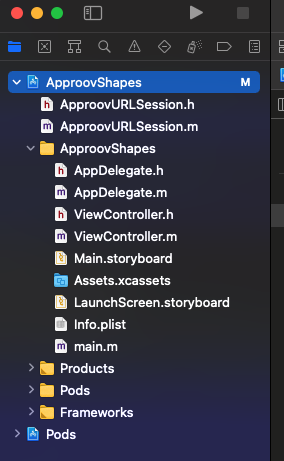 ApproovShapes M
h ApproovURLSession.h
m ApproovURLSession.m
ApproovShapes
h AppDelegate.h
m AppDelegate.m
h ViewController.h
m ViewController.m
Main.storyboard
Assets.xcassets
LaunchScreen.storyboard
Info.plist
m main.m
Products
Pods
Frameworks
Pods